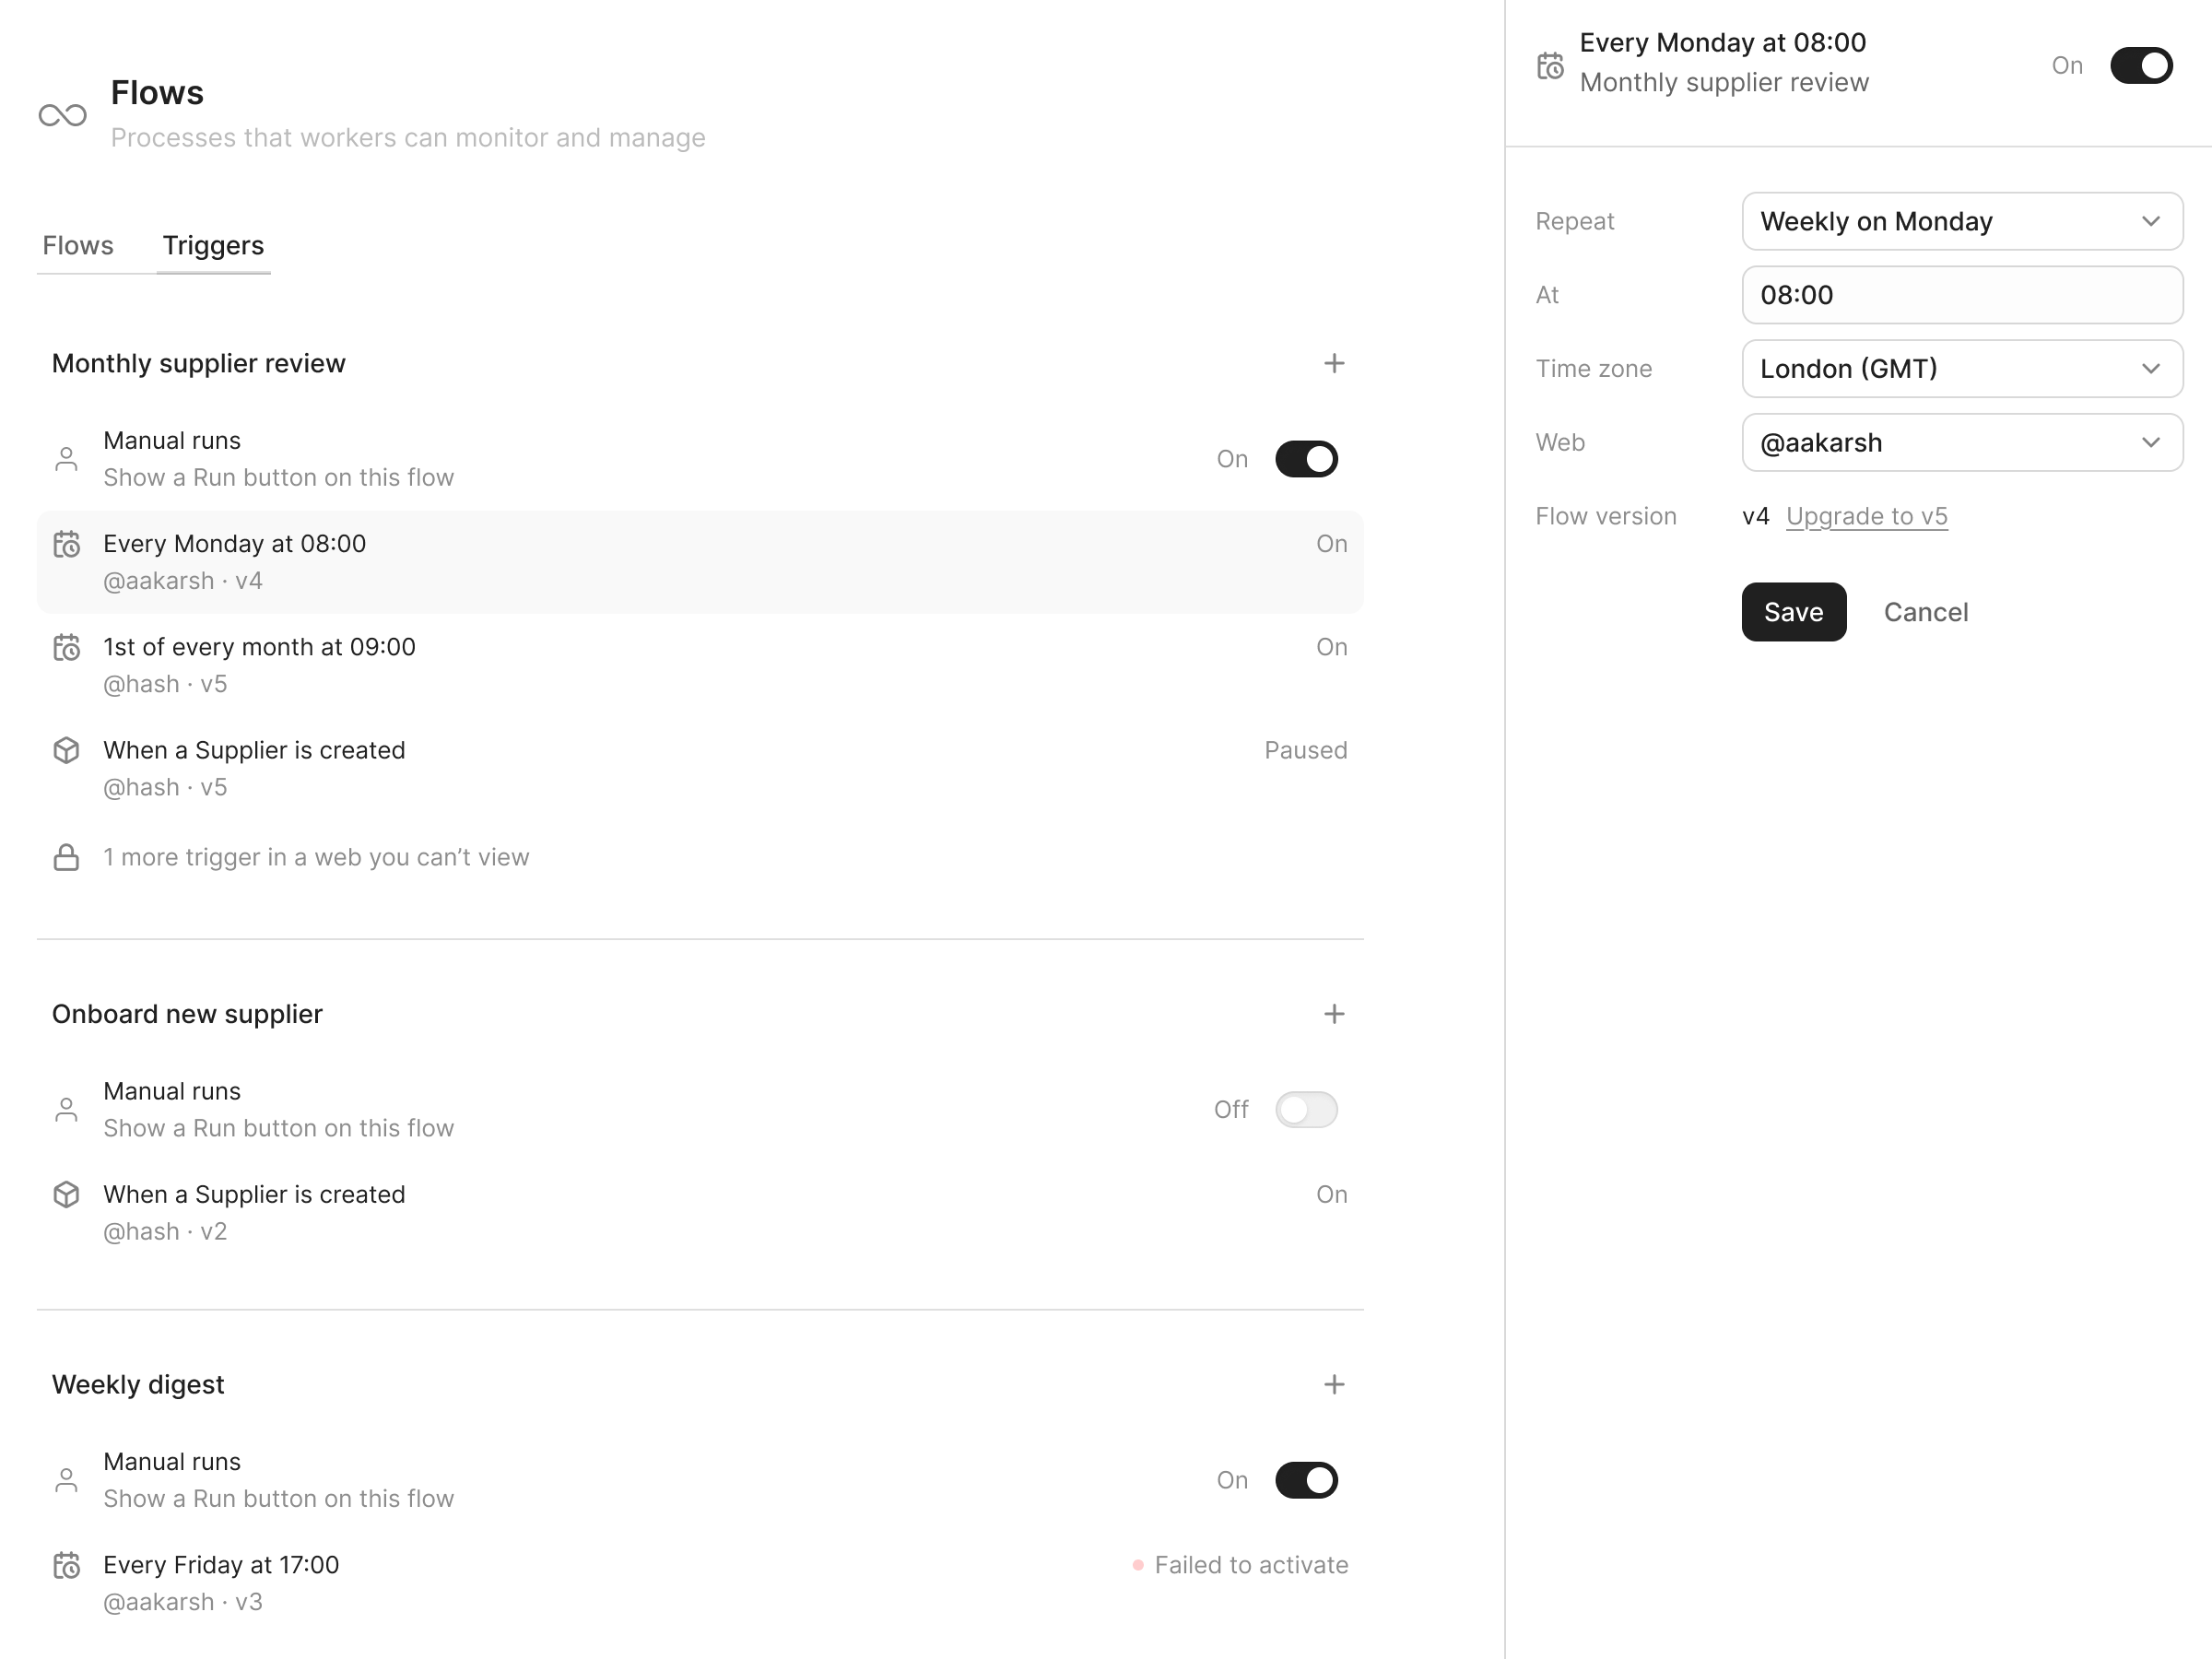 Flows
Processes that workers can monitor and manage
Flows
Triggers
Monthly supplier review
Manual runs
Show a Run button on this flow
On
Every Monday at 08:00
@aakarsh · v4
On
1st of every month at 09:00
@hash · v5
On
When a Supplier is created
@hash · v5
Paused
1 more trigger in a web you can’t view
Onboard new supplier
Manual runs
Show a Run button on this flow
Off
When a Supplier is created
@hash · v2
On
Weekly digest
Manual runs
Show a Run button on this flow
On
Every Friday at 17:00
@aakarsh · v3
Failed to activate
Every Monday at 08:00
Monthly supplier review
On
Repeat
Weekly on Monday
At
08:00
Time zone
London (GMT)
Web
@aakarsh
Flow version
v4 Upgrade to v5
Save
Cancel